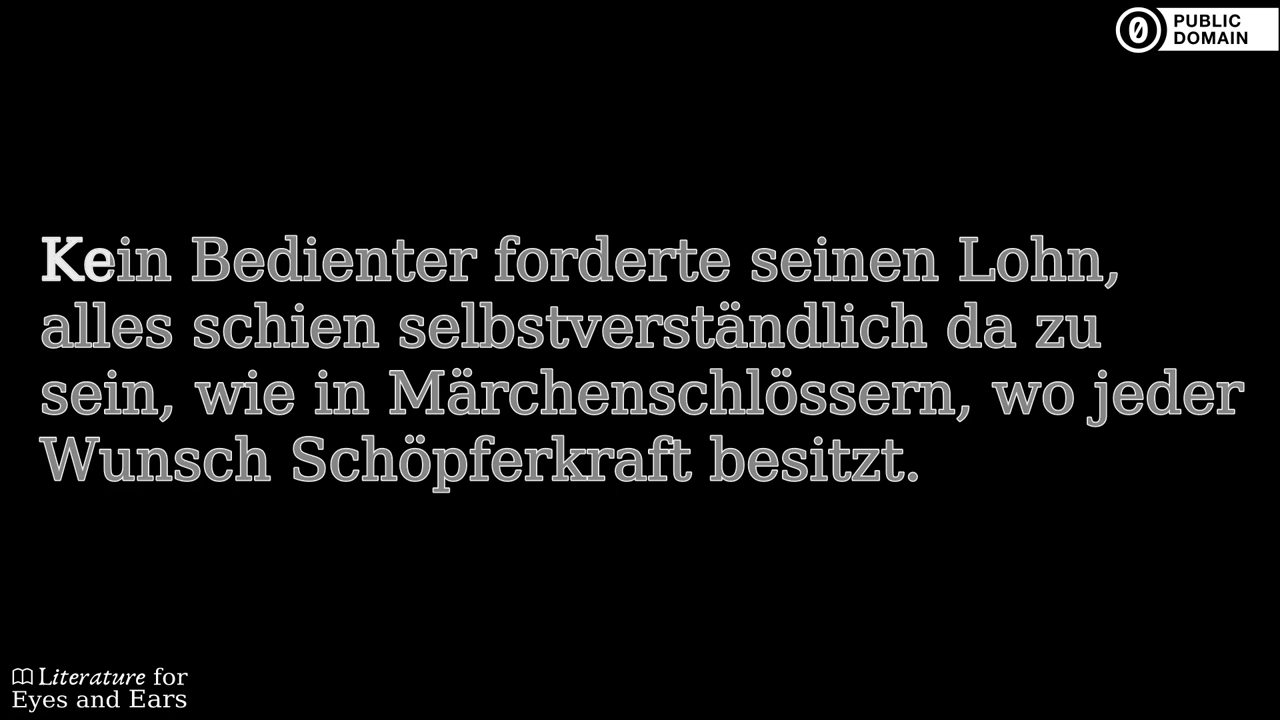 PUBLIC
DOMAIN
Kein Bedienter forderte seinen Lohn,
alles schien selbstverständlich da zu
sein, wie in Märchenschlössern, wo jeder
Wunsch Schöpferkraft besitzt.
Literature for
Eyes and Ears